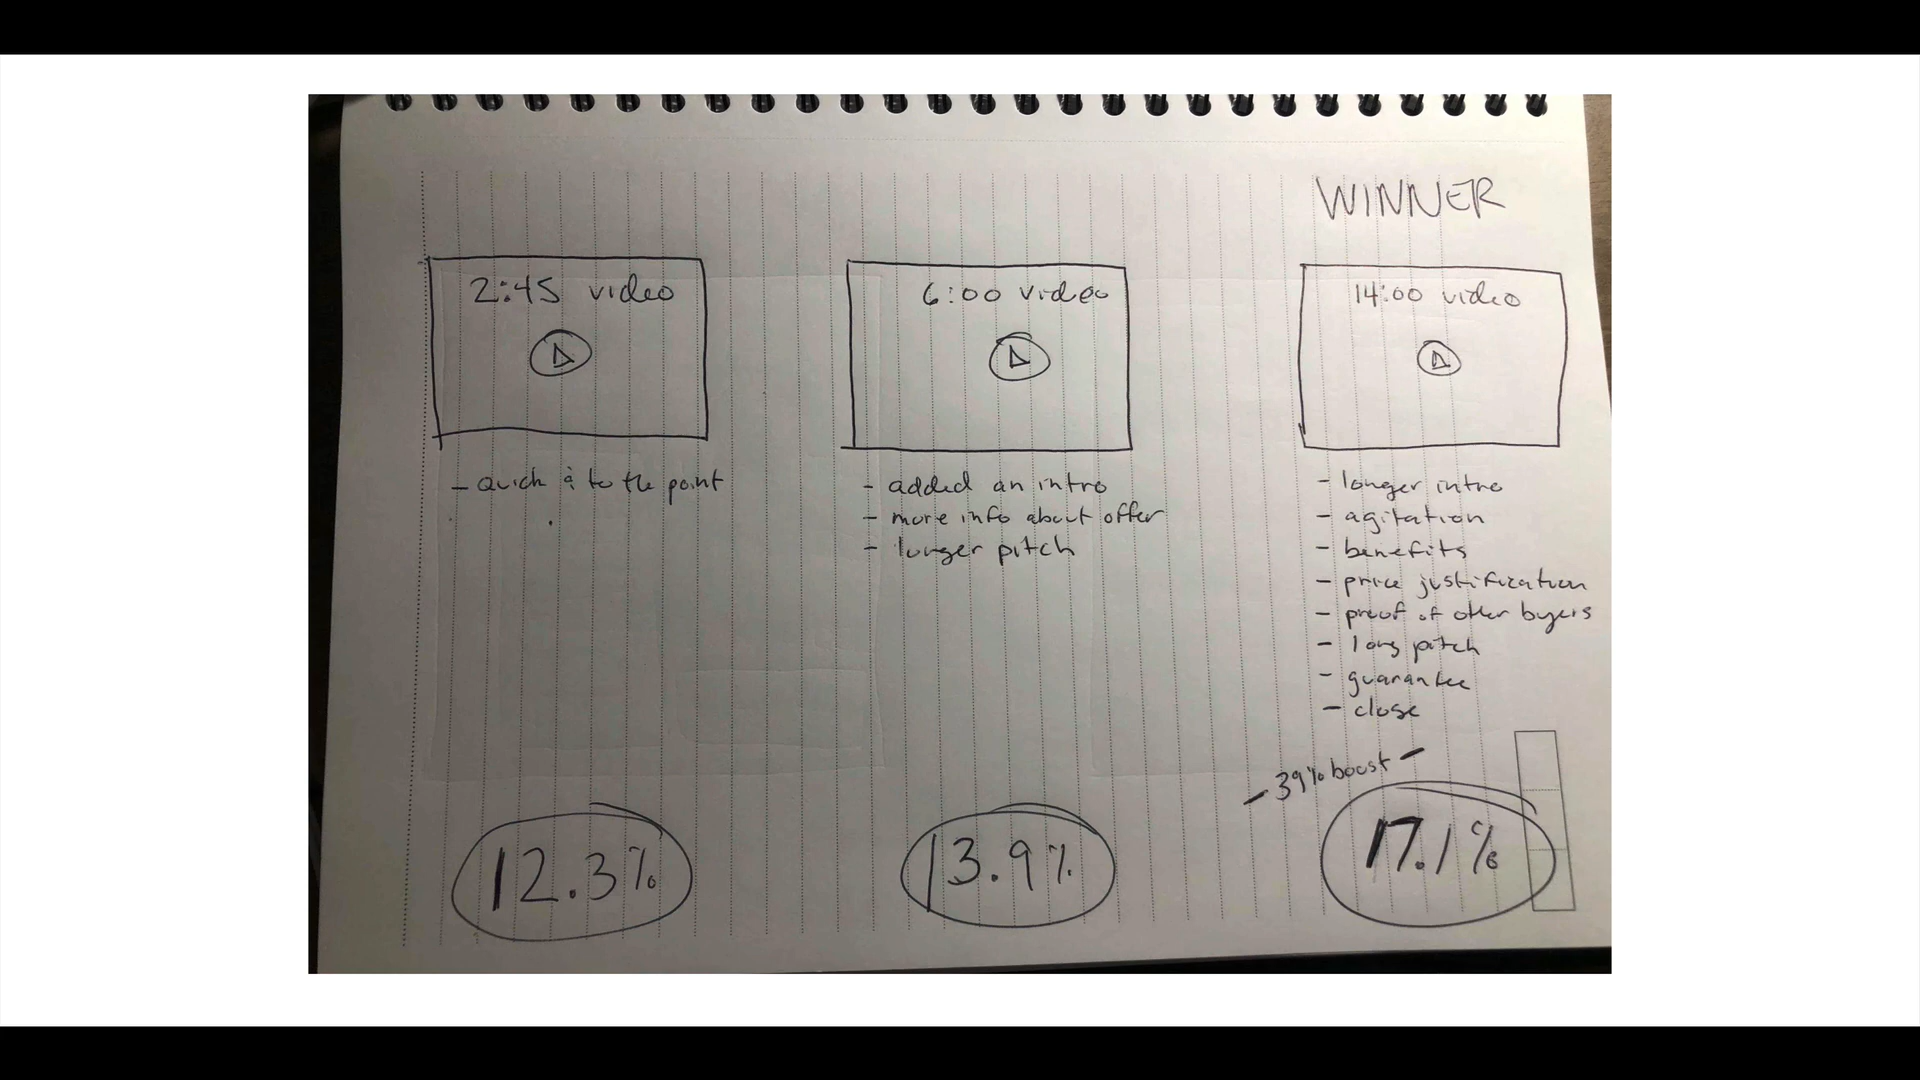 WINNER
2:45 video
- Quick & to the point
6:00 video
- added an intro
- more info about offer
- longer pitch
14:00 video
- longer intro
- agitation
- benefits
- price justification
- proof of other buyers
- long pitch
- guarantee
- close
- 39% boost -
12.3%
13.9%
17.1%